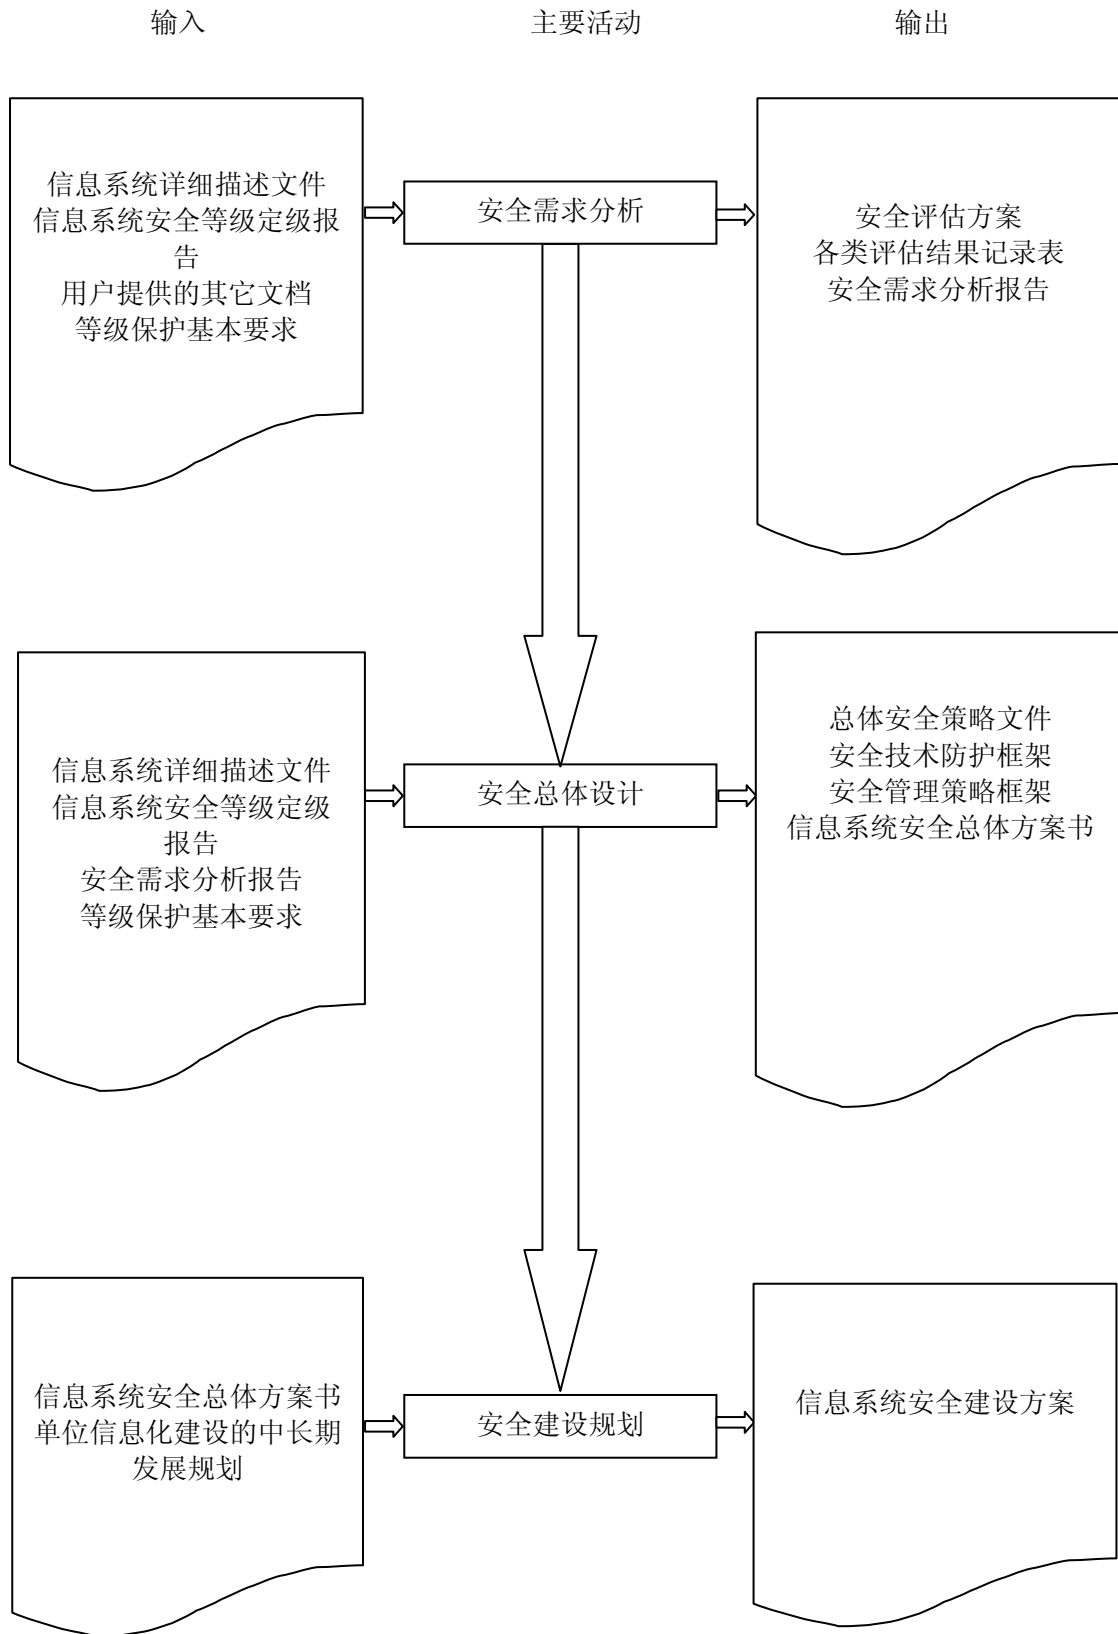 输入
主要活动
输出
信息系统详细描述文件
信息系统安全等级定级报
告
用户提供的其它文档
等级保护基本要求
安全需求分析
安全评估方案
各类评估结果记录表
安全需求分析报告
信息系统详细描述文件
信息系统安全等级定级
报告
安全需求分析报告
等级保护基本要求
安全总体设计
总体安全策略文件
安全技术防护框架
安全管理策略框架
信息系统安全总体方案书
信息系统安全总体方案书
单位信息化建设的中长期
发展规划
安全建设规划
信息系统安全建设方案